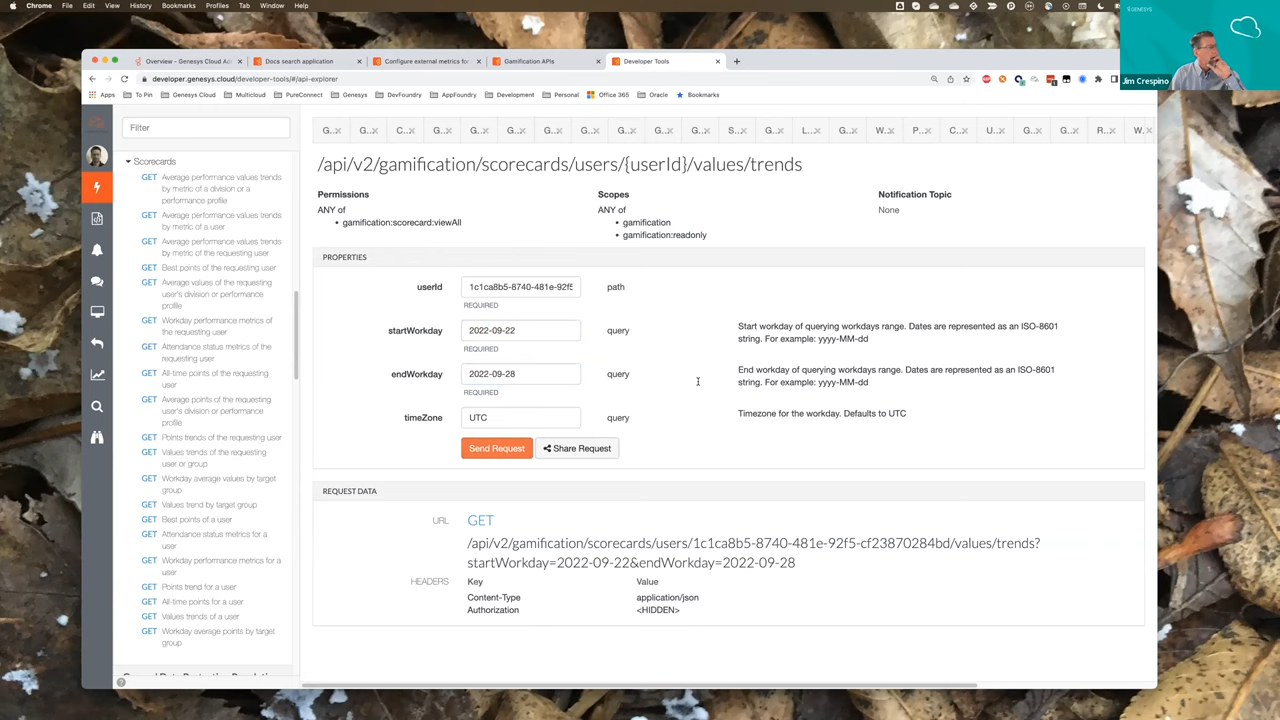 Chrome File Edit View History Bookmarks Profiles Tab Window Help
GENESYS
Jim Crespino
Overview – Genesys Cloud Ad
Docs search application
Configure external metrics for
Gamification APIs
Developer Tools
developer.genesys.cloud/developer-tools/#/api-explorer
Apps To Pin Genesys Cloud Multicloud PureConnect Genesys DevFoundry AppFoundry Development Personal Office 365 Oracle Bookmarks
Filter
G... G... C... G... G... G... G... G... G... G... G... S... G... L... G... W... P... C... U... G... G... R... W...
Scorecards
GET Average performance values trends
by metric of a division or a
performance profile
GET Average performance values trends
by metric of a user
GET Average performance values trends
by metric of the requesting user
GET Best points of the requesting user
GET Average values of the requesting
user's division or performance
profile
GET Workday performance metrics of
the requesting user
GET Attendance status metrics of the
requesting user
GET All-time points of the requesting
user
GET Average points of the requesting
user's division or performance
profile
GET Points trends of the requesting user
GET Values trends of the requesting
user or group
GET Workday average values by target
group
GET Values trend by target group
GET Best points of a user
GET Attendance status metrics for a
user
GET Workday performance metrics for a
user
GET Points trend for a user
GET All-time points for a user
GET Values trends of a user
GET Workday average points by target
group
/api/v2/gamification/scorecards/users/{userId}/values/trends
Permissions
ANY of
• gamification:scorecard:viewAll
Scopes
ANY of
• gamification
• gamification:readonly
Notification Topic
None
PROPERTIES
userId 1c1ca8b5-8740-481e-92f5 path
REQUIRED
startWorkday 2022-09-22 query
REQUIRED
Start workday of querying workdays range. Dates are represented as an ISO-8601
string. For example: yyyy-MM-dd
endWorkday 2022-09-28 query
REQUIRED
End workday of querying workdays range. Dates are represented as an ISO-8601
string. For example: yyyy-MM-dd
timeZone UTC query
Timezone for the workday. Defaults to UTC
Send Request Share Request
REQUEST DATA
URL GET
/api/v2/gamification/scorecards/users/1c1ca8b5-8740-481e-92f5-cf23870284bd/values/trends?
startWorkday=2022-09-22&endWorkday=2022-09-28
HEADERS Key Value
Content-Type application/json
Authorization <HIDDEN>